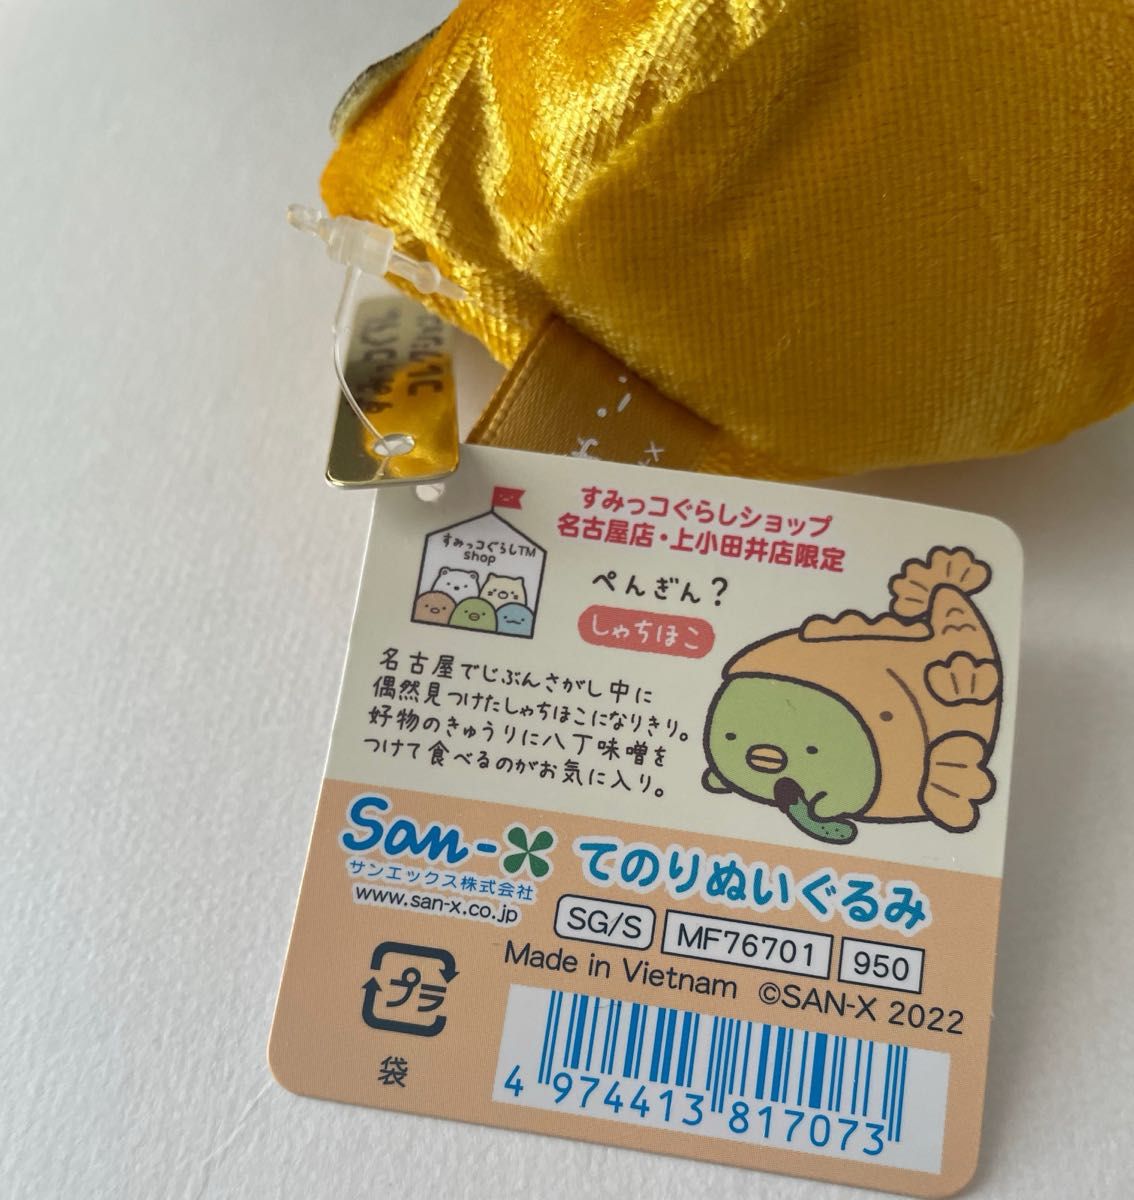 すみっコぐらしTM
shop
すみっコぐらしショップ
名古屋店・上小田井店限定
ぺんぎん？
しゃちほこ
名古屋でじぶんさがし中に
偶然見つけたしゃちほこになりきり。
好物のきゅうりに八丁味噌を
つけて食べるのがお気に入り。
San-X
サンエックス株式会社
www.san-x.co.jp
てのりぬいぐるみ
SG/S MF76701 950
Made in Vietnam ©SAN-X 2022
プラ
袋
4 974413 817073